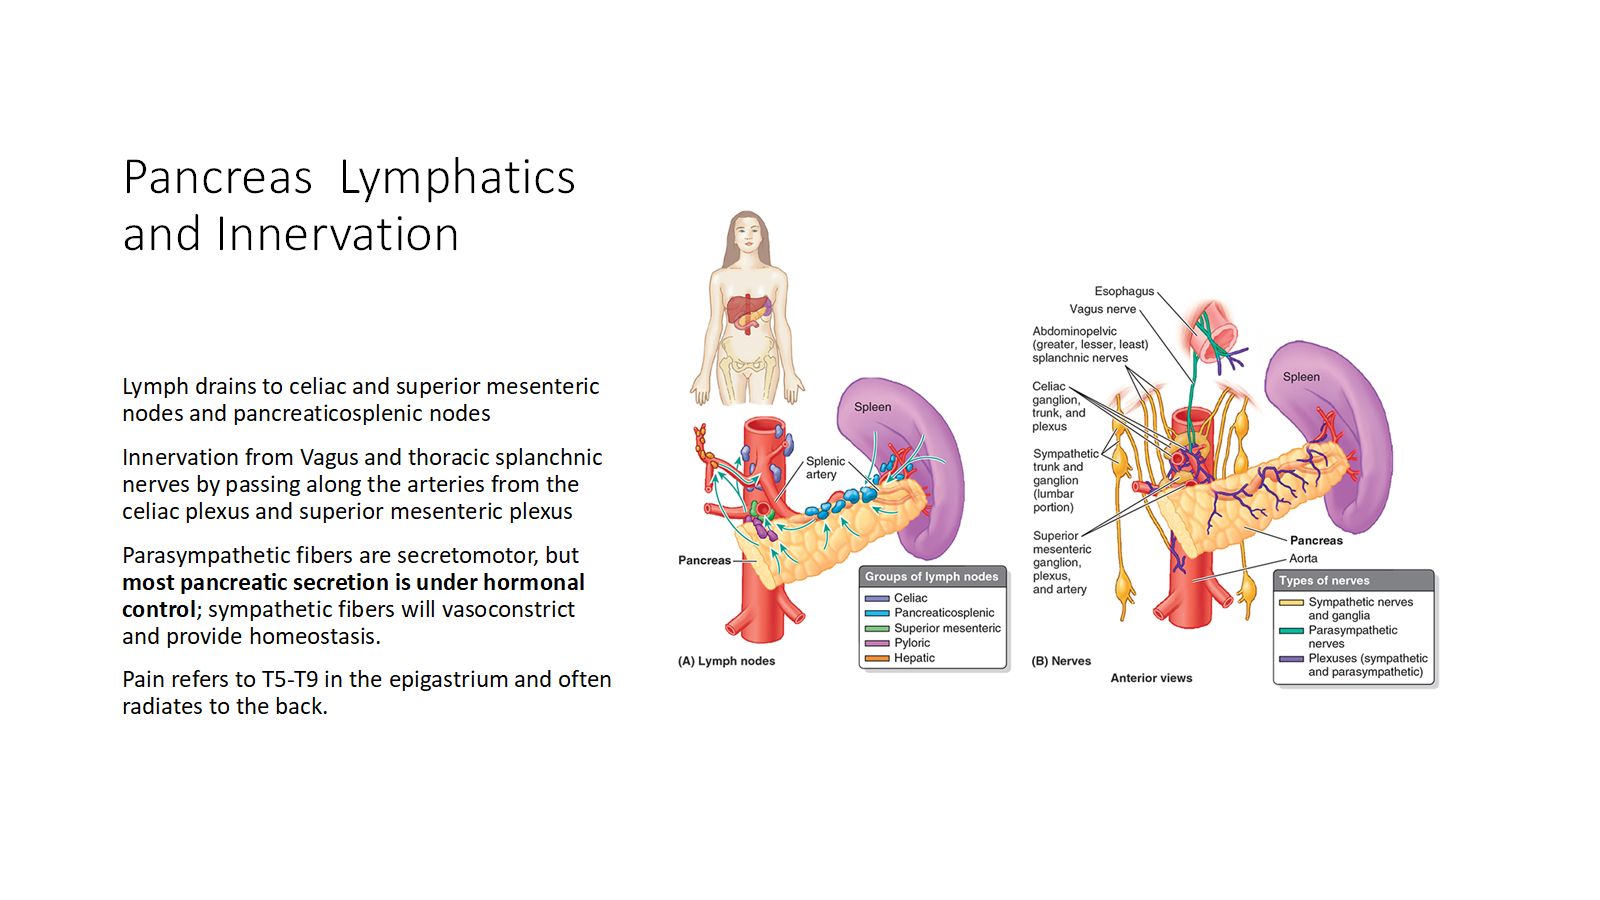 Pancreas  Lymphatics
and Innervation
Lymph drains to celiac and superior mesenteric
nodes and pancreaticosplenic nodes
Innervation from Vagus and thoracic splanchnic
nerves by passing along the arteries from the
celiac plexus and superior mesenteric plexus
Parasympathetic fibers are secretomotor, but
most pancreatic secretion is under hormonal
control; sympathetic fibers will vasoconstrict
and provide homeostasis.
Pain refers to T5-T9 in the epigastrium and often
radiates to the back.
Spleen
Splenic
artery
Pancreas
Groups of lymph nodes
Celiac
Pancreaticosplenic
Superior mesenteric
Pyloric
Hepatic
(A) Lymph nodes
Esophagus
Vagus nerve
Abdominopelvic
(greater, lesser, least)
splanchnic nerves
Celiac
ganglion,
trunk, and
plexus
Sympathetic
trunk and
ganglion
(lumbar
portion)
Superior
mesenteric
ganglion,
plexus,
and artery
Spleen
Pancreas
Aorta
Types of nerves
Sympathetic nerves
and ganglia
Parasympathetic
nerves
Plexuses (sympathetic
and parasympathetic)
(B) Nerves
Anterior views